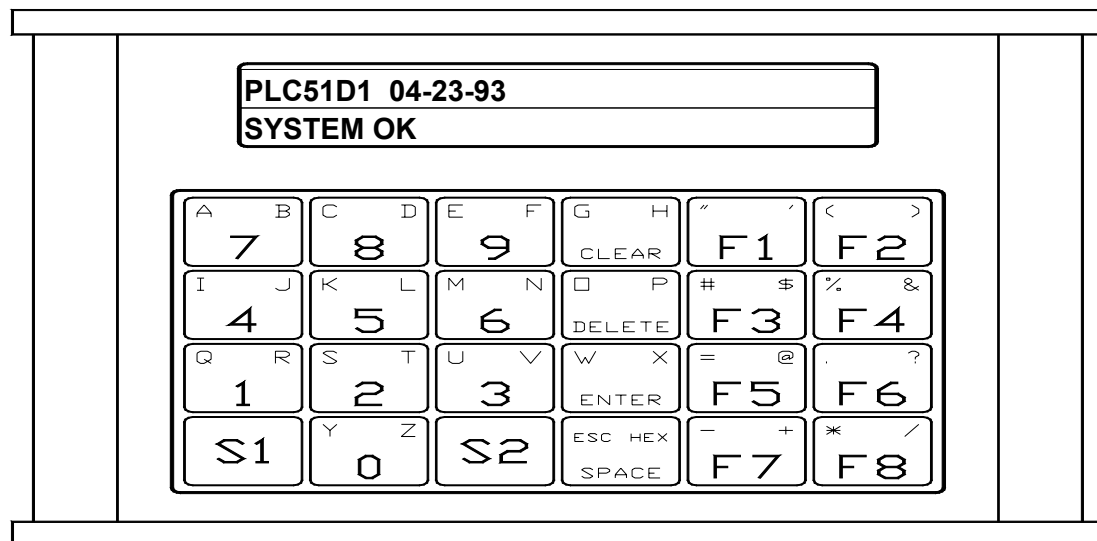 PLC51D1 04-23-93
SYSTEM OK
A B C D E F G H " ' ( )
7 8 9 CLEAR F1 F2
I J K L M N O P # $ % &
4 5 6 DELETE F3 F4
Q R S T U V W X = @ . ?
1 2 3 ENTER F5 F6
Y Z ESC HEX - + * /
S1 0 S2 SPACE F7 F8